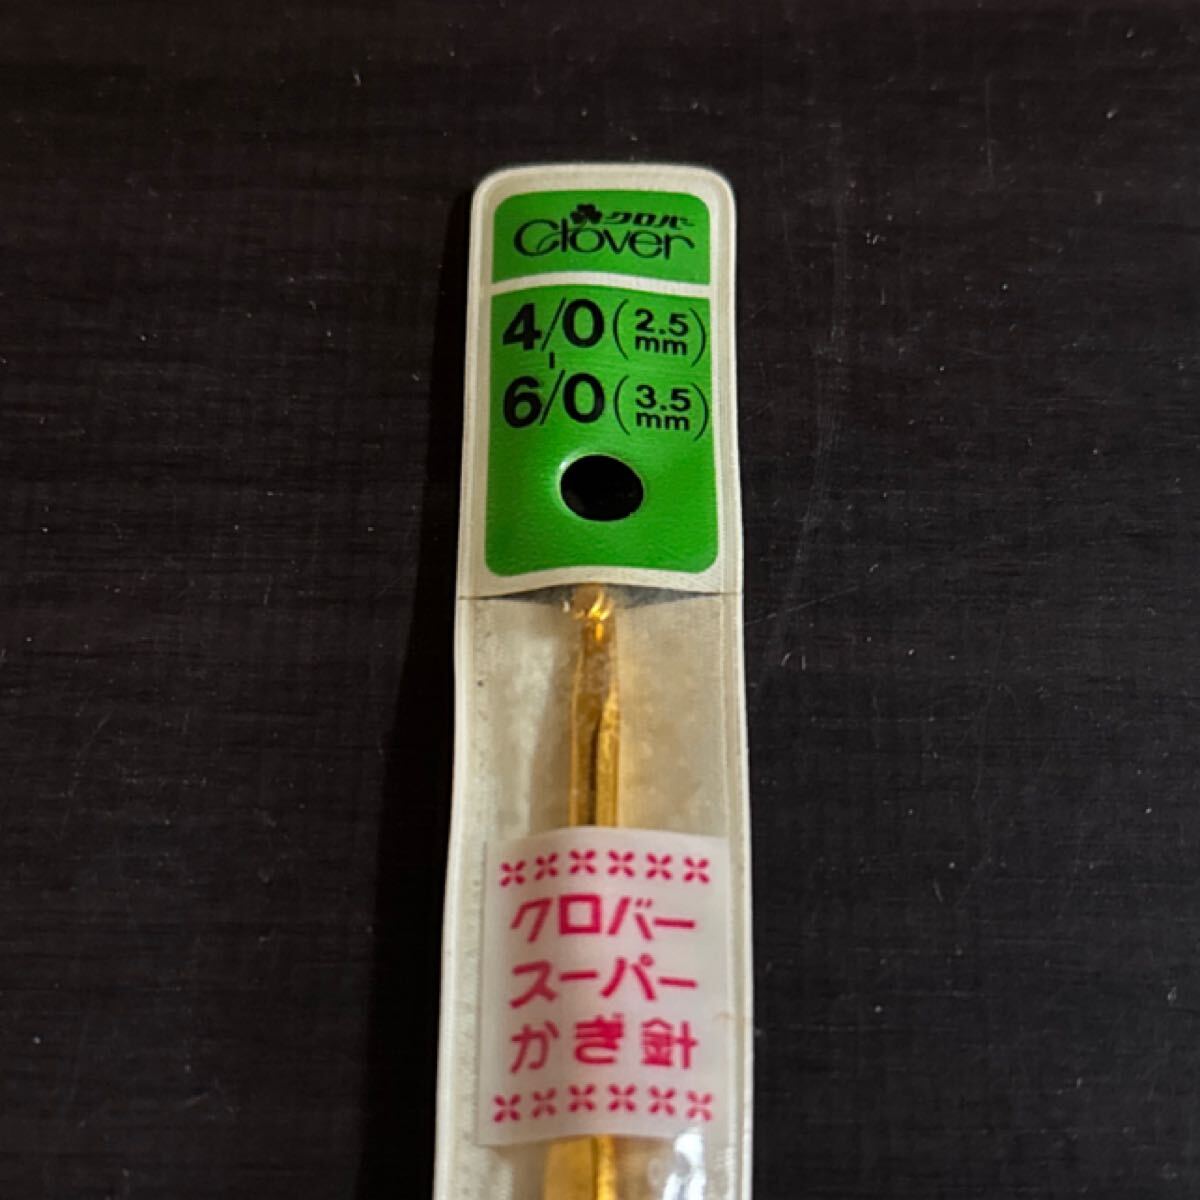 クロバー
Clover
4/0(2.5mm)
-
6/0(3.5mm)
クロバー
スーパー
かぎ針